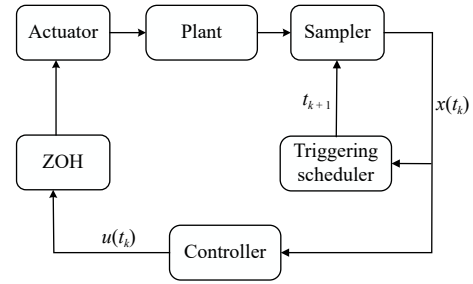 Actuator
Plant
Sampler
t_{k+1}
x(t_k)
ZOH
Triggering
scheduler
u(t_k)
Controller